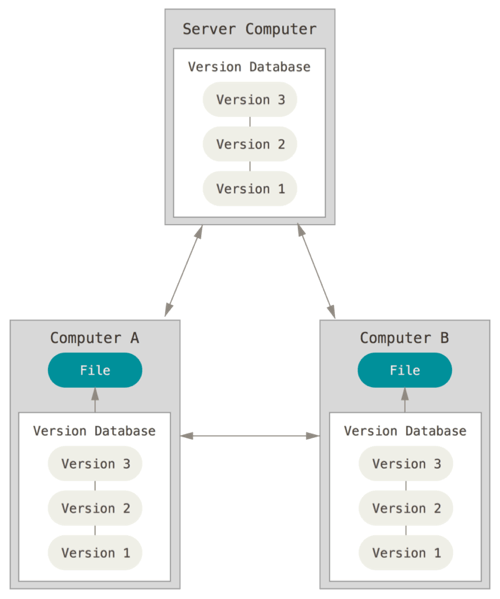 Server Computer
Version Database
Version 3
Version 2
Version 1
Computer A
File
Version Database
Version 3
Version 2
Version 1
Computer B
File
Version Database
Version 3
Version 2
Version 1